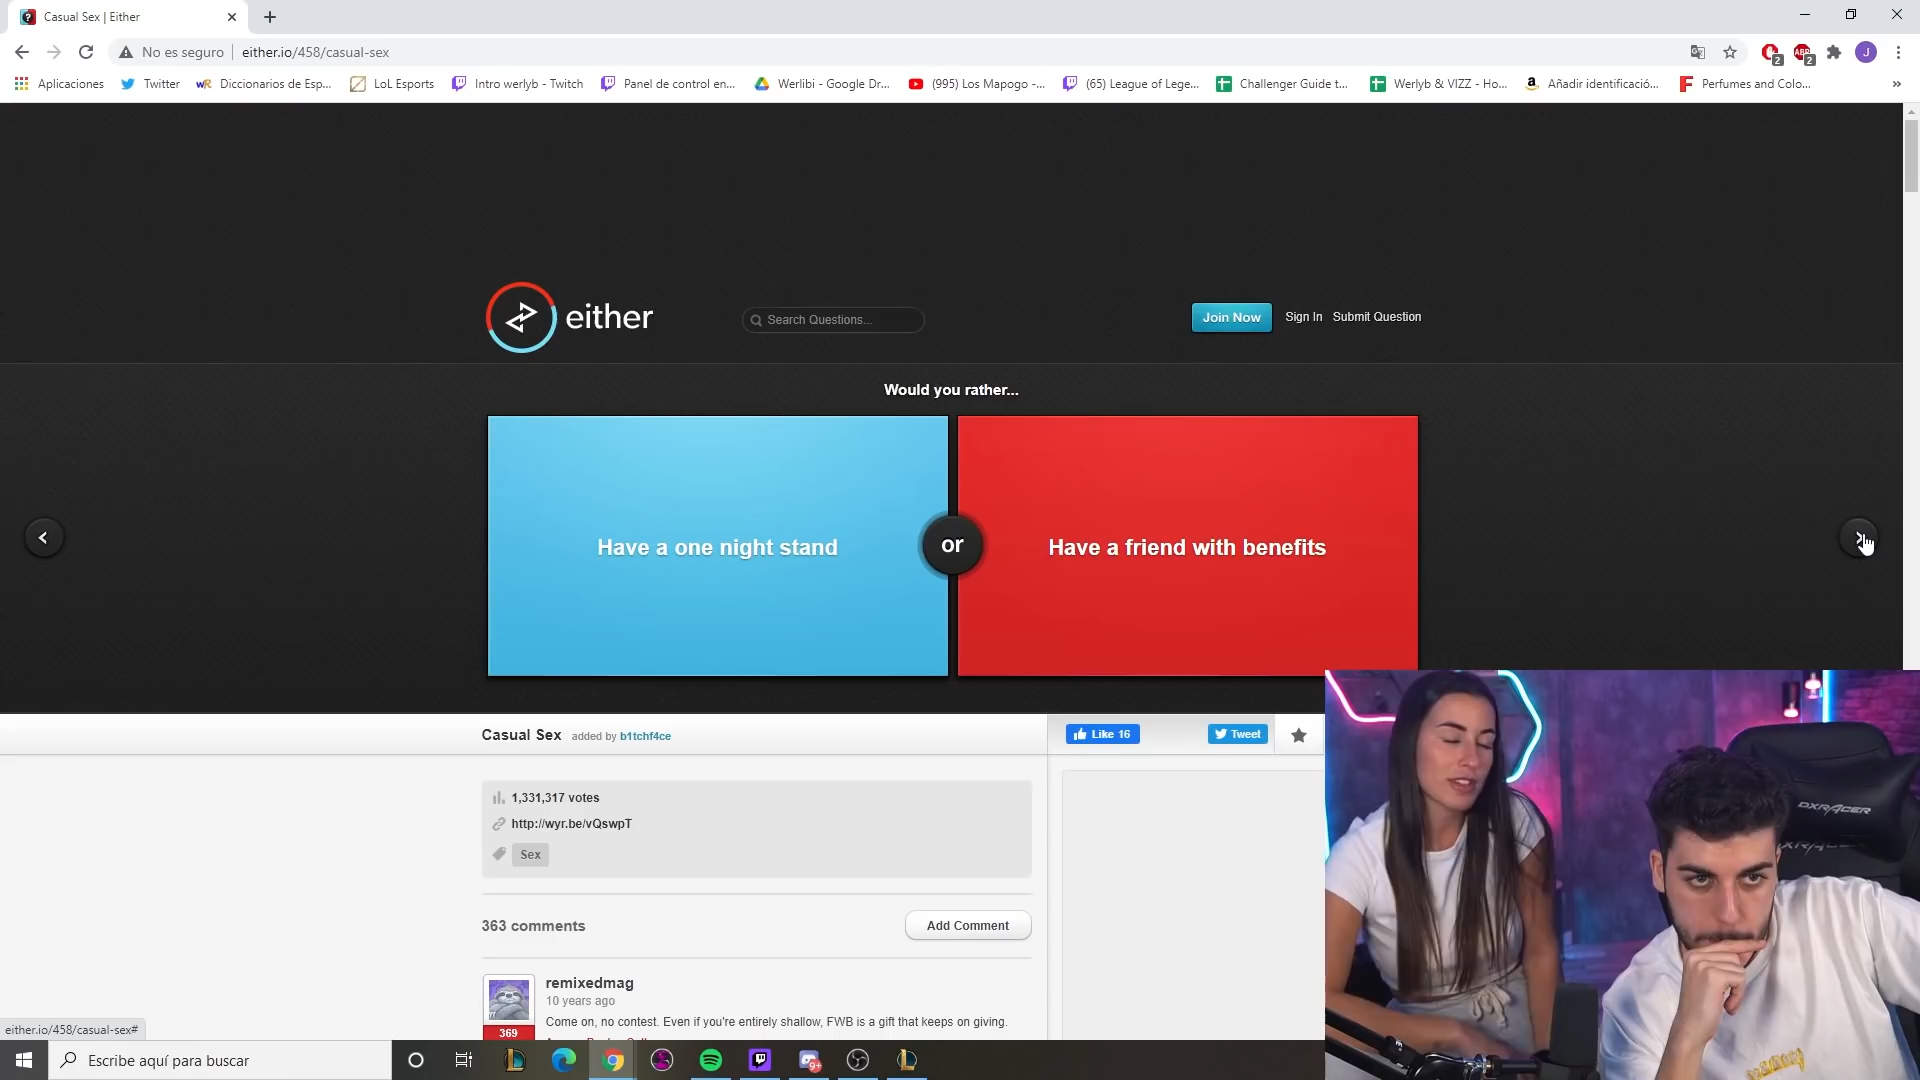 Casual Sex | Either
No es seguro
either.io/458/casual-sex
2
2
J
Aplicaciones
Twitter
Diccionarios de Esp...
LoL Esports
Intro werlyb - Twitch
Panel de control en...
Werlibi - Google Dr...
(995) Los Mapogo -...
(65) League of Lege...
Challenger Guide t...
Werlyb & VIZZ - Ho...
Añadir identificació...
Perfumes and Colo...
either
Search Questions...
Join Now
Sign In
Submit Question
Would you rather...
Have a one night stand
or
Have a friend with benefits
Casual Sex added by b1tchf4ce
Like 16
Tweet
1,331,317 votes
http://wyr.be/vQswpT
Sex
363 comments
Add Comment
remixedmag
10 years ago
Come on, no contest. Even if you're entirely shallow, FWB is a gift that keeps on giving.
369
either.io/458/casual-sex#
DXRACER
Escribe aquí para buscar
9+